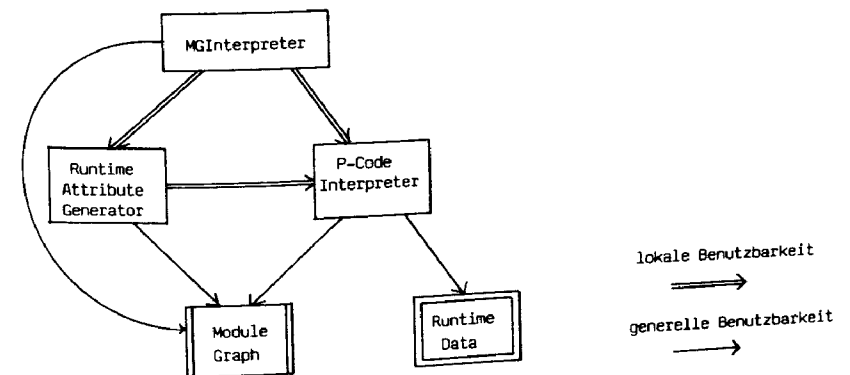 MGInterpreter
Runtime
Attribute
Generator
P-Code
Interpreter
Module
Graph
Runtime
Data
lokale Benutzbarkeit
generelle Benutzbarkeit